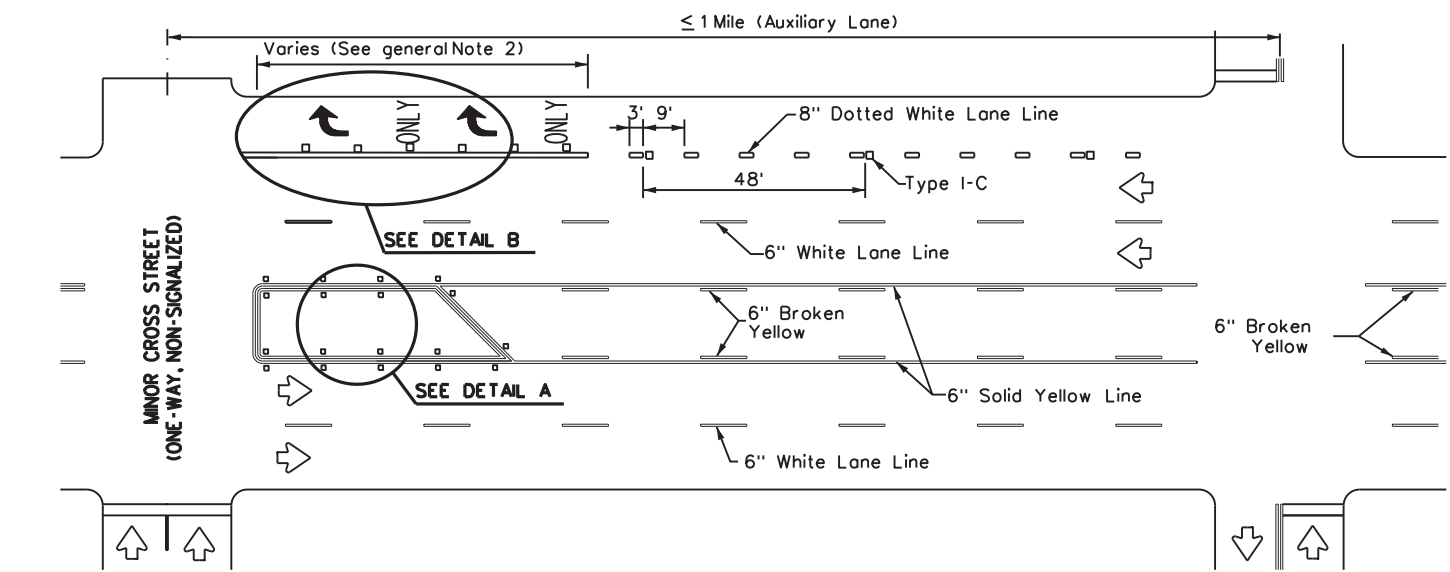 ≤ 1 Mile (Auxiliary Lane)
Varies (See general Note 2)
ONLY
ONLY
3' 9'
8" Dotted White Lane Line
48'
Type I-C
SEE DETAIL B
6" White Lane Line
MINOR CROSS STREET
(ONE-WAY, NON-SIGNALIZED)
6" Broken
Yellow
6" Broken
Yellow
SEE DETAIL A
6" Solid Yellow Line
6" White Lane Line